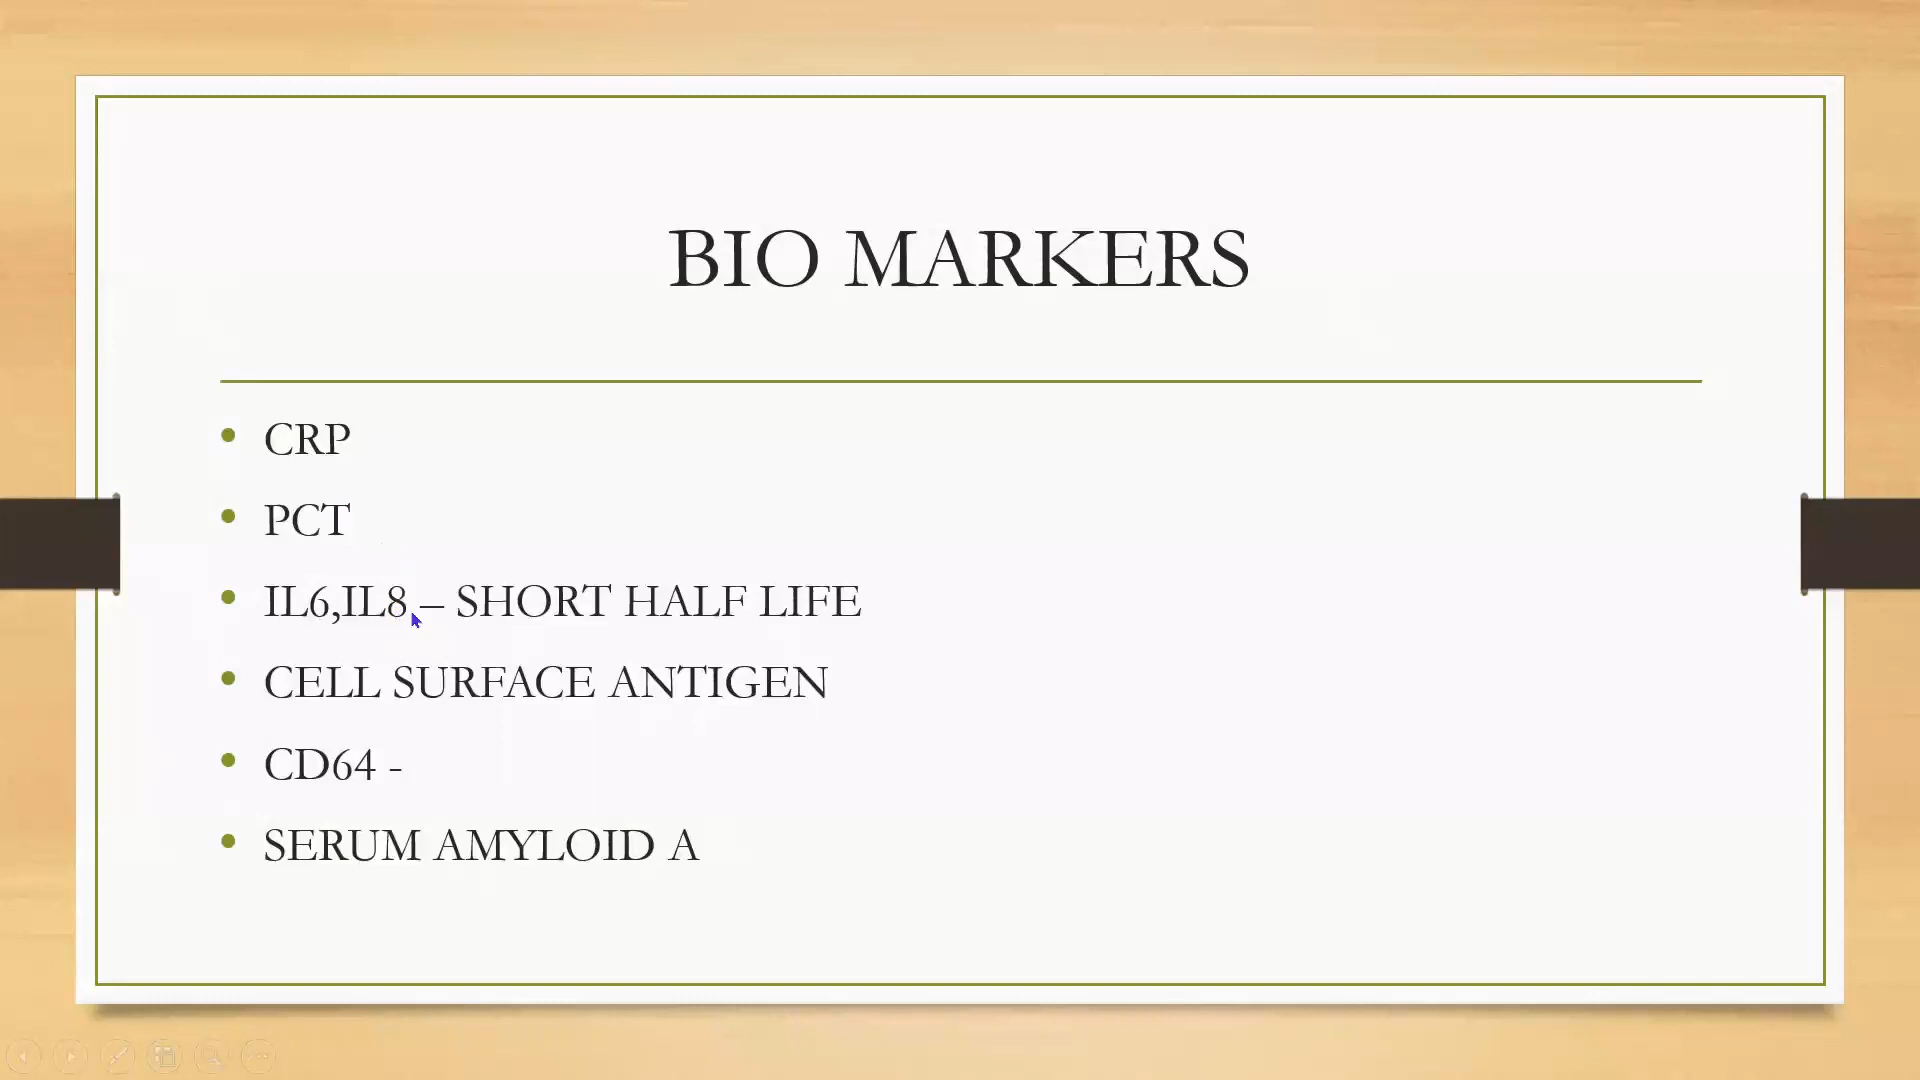 BIO MARKERS
• CRP
• PCT
• IL6,IL8 – SHORT HALF LIFE
• CELL SURFACE ANTIGEN
• CD64 -
• SERUM AMYLOID A